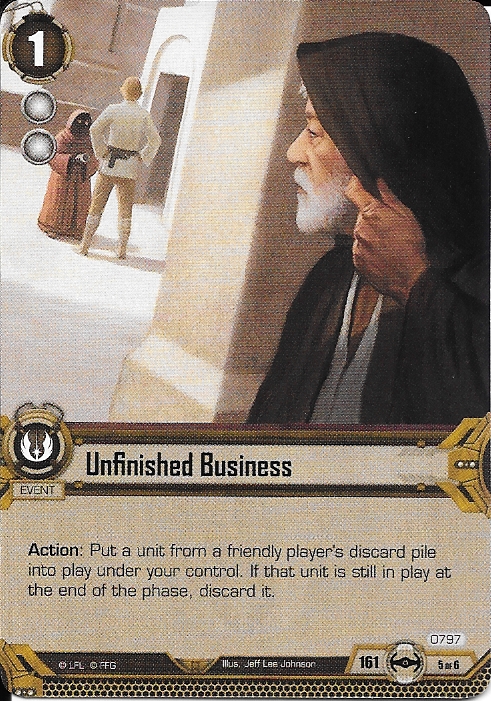 1
Unfinished Business
EVENT
Action: Put a unit from a friendly player's discard pile
into play under your control. If that unit is still in play at
the end of the phase, discard it.
0797
© LFL © FFG
Illus. Jeff Lee Johnson
161
5 OF 6